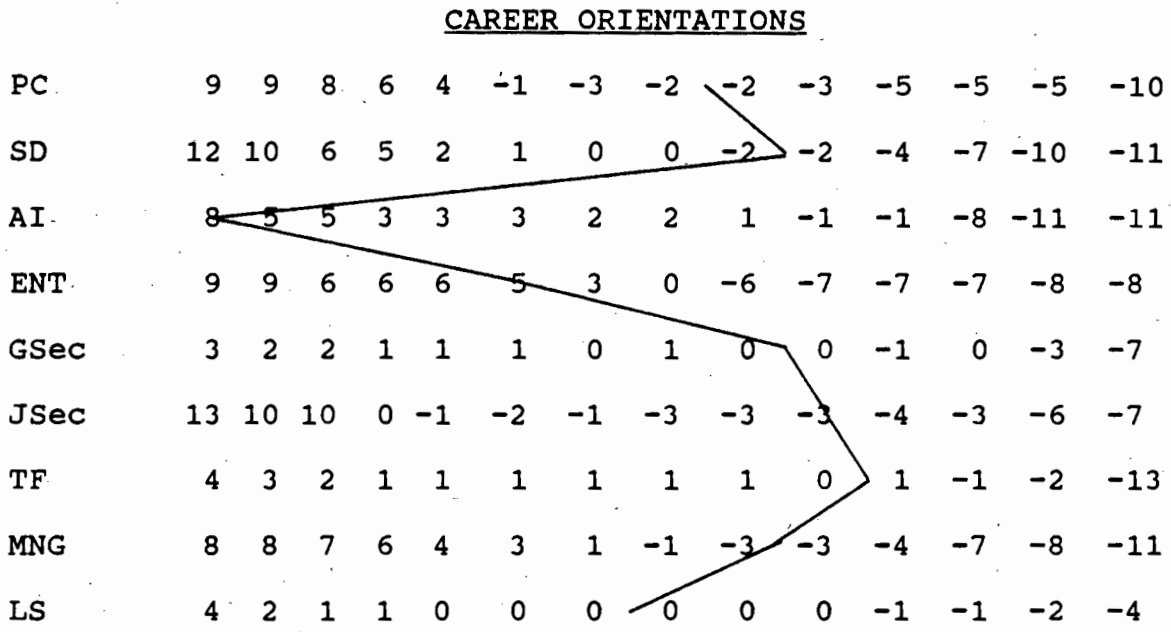 CAREER ORIENTATIONS
PC 9 9 8 6 4 -1 -3 -2 -2 -3 -5 -5 -5 -10
SD 12 10 6 5 2 1 0 0 -2 -2 -4 -7 -10 -11
AI 8 5 5 3 3 3 2 2 1 -1 -1 -8 -11 -11
ENT 9 9 6 6 6 5 3 0 -6 -7 -7 -7 -8 -8
GSec 3 2 2 1 1 1 0 1 0 0 -1 0 -3 -7
JSec 13 10 10 0 -1 -2 -1 -3 -3 -3 -4 -3 -6 -7
TF 4 3 2 1 1 1 1 1 1 0 1 -1 -2 -13
MNG 8 8 7 6 4 3 1 -1 -3 -3 -4 -7 -8 -11
LS 4 2 1 1 0 0 0 0 0 0 -1 -1 -2 -4